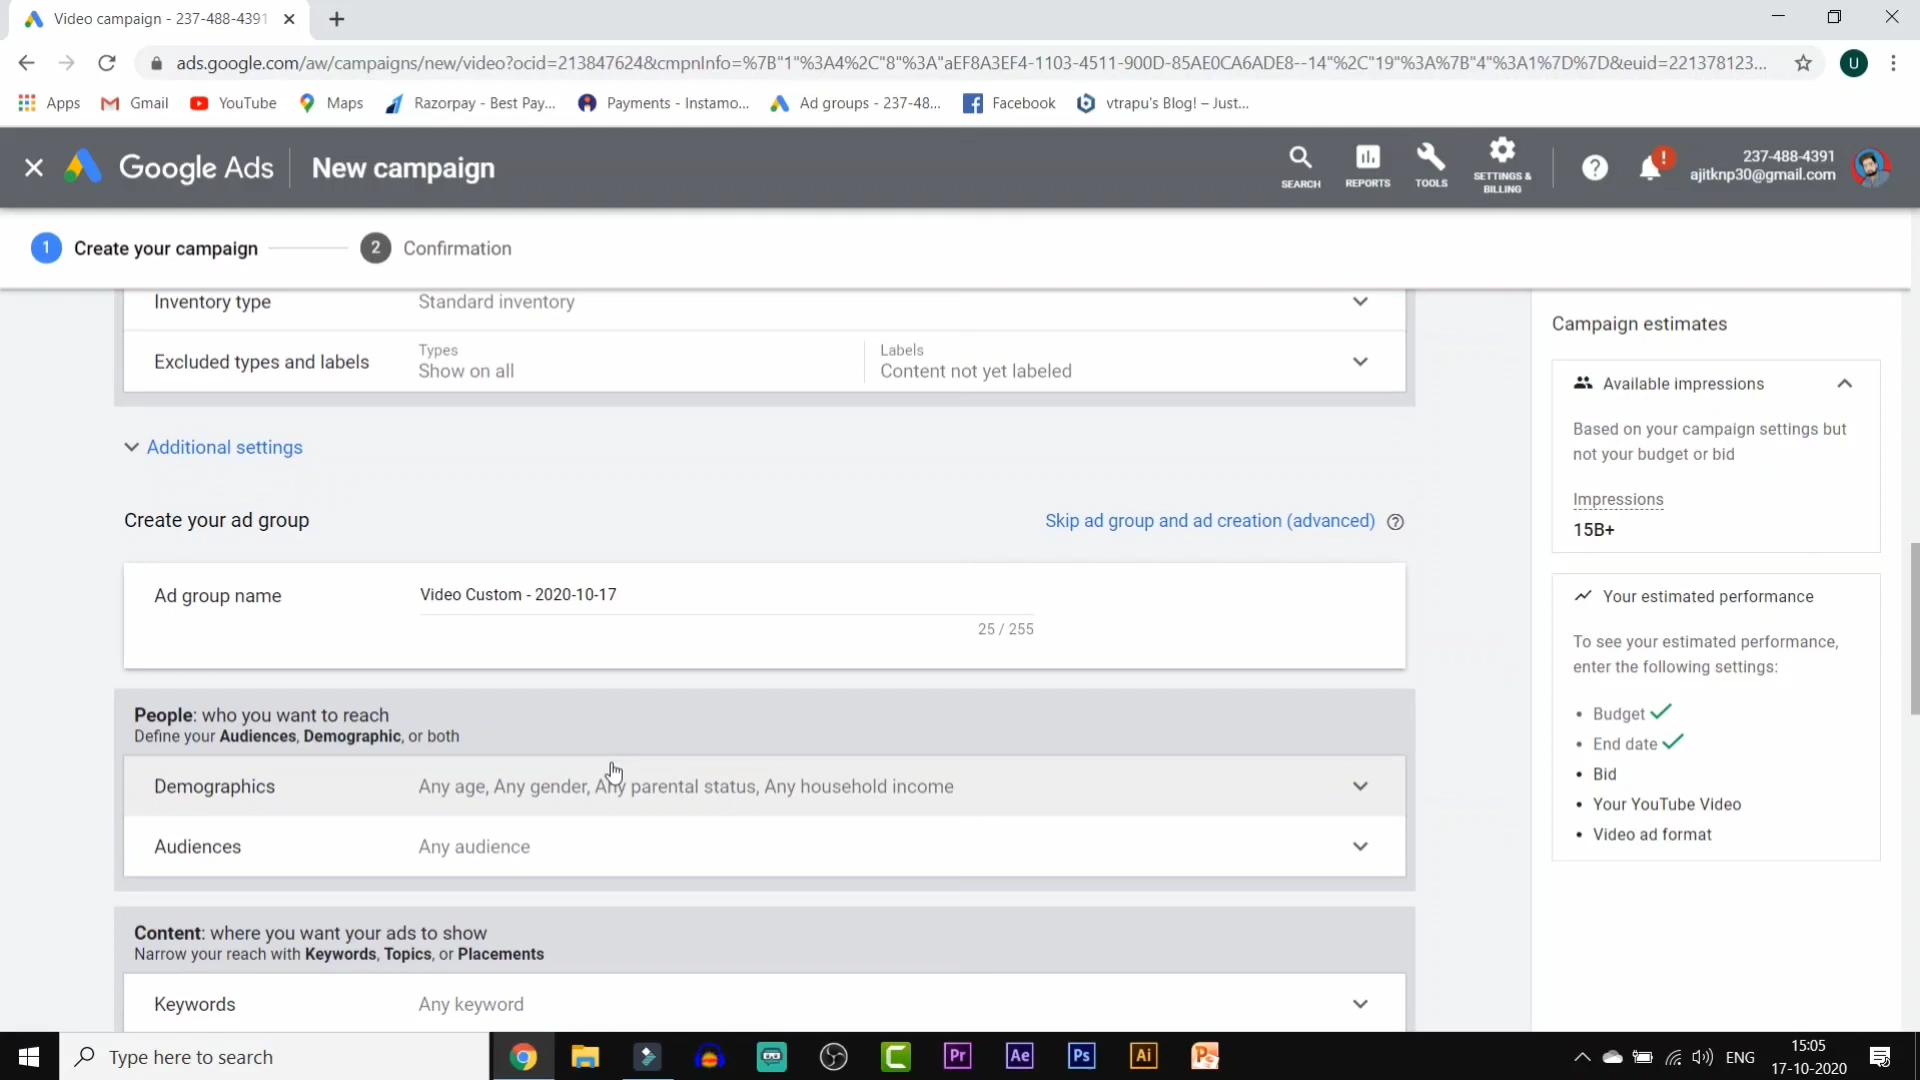 Video campaign - 237-488-4391
ads.google.com/aw/campaigns/new/video?ocid=213847624&cmpnInfo=%7B"1"%3A4%2C"8"%3A"aEF8A3EF4-1103-4511-900D-85AE0CA6ADE8--14"%2C"19"%3A%7B"4"%3A1%7D%7D&euid=221378123...
U
Apps Gmail YouTube Maps Razorpay - Best Pay... Payments - Instamo... Ad groups - 237-48... Facebook vtrapu's Blog! – Just...
Google Ads New campaign
SEARCH REPORTS TOOLS SETTINGS & BILLING
237-488-4391
ajitknp30@gmail.com
1 Create your campaign 2 Confirmation
Inventory type Standard inventory
Excluded types and labels
Types
Show on all
Labels
Content not yet labeled
Additional settings
Create your ad group Skip ad group and ad creation (advanced)
Ad group name Video Custom - 2020-10-17
25 / 255
People: who you want to reach
Define your Audiences, Demographic, or both
Demographics Any age, Any gender, Any parental status, Any household income
Audiences Any audience
Content: where you want your ads to show
Narrow your reach with Keywords, Topics, or Placements
Keywords Any keyword
Campaign estimates
Available impressions
Based on your campaign settings but
not your budget or bid
Impressions
15B+
Your estimated performance
To see your estimated performance,
enter the following settings:
• Budget
• End date
• Bid
• Your YouTube Video
• Video ad format
Type here to search
Pr Ae Ps Ai
ENG
15:05
17-10-2020